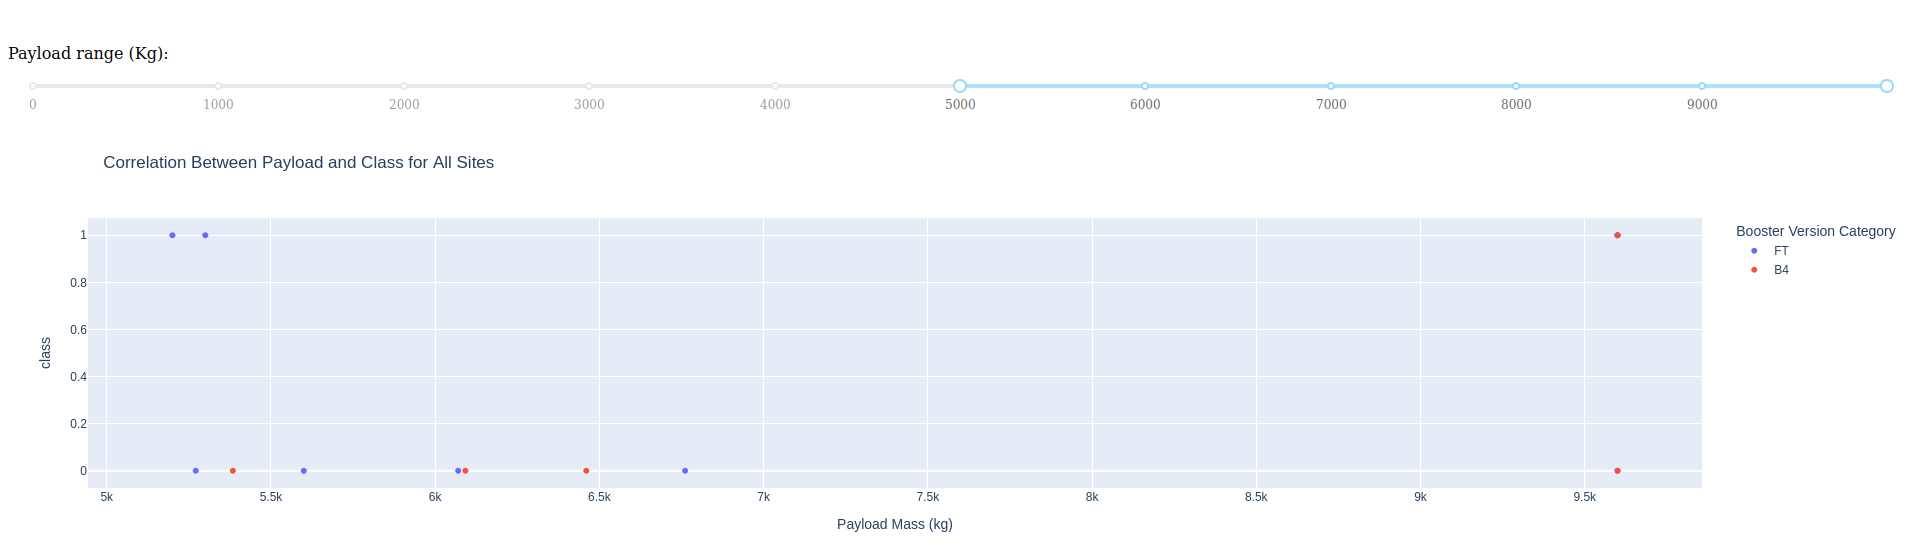 Payload range (Kg):
0 1000 2000 3000 4000 5000 6000 7000 8000 9000
Correlation Between Payload and Class for All Sites
Booster Version Category
FT
B4
1
0.8
0.6
0.4
0.2
0
class
5k 5.5k 6k 6.5k 7k 7.5k 8k 8.5k 9k 9.5k
Payload Mass (kg)